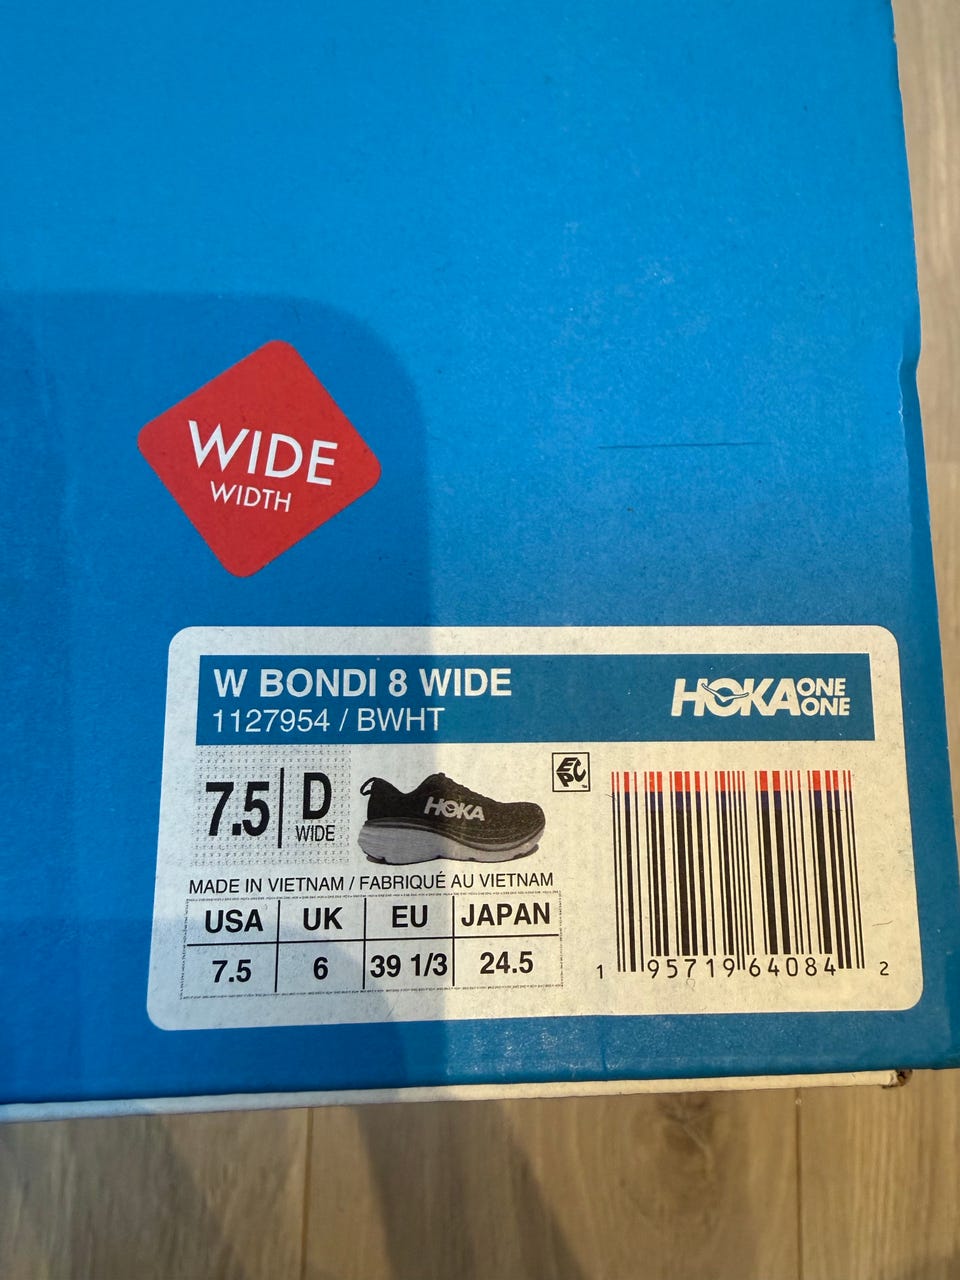 WIDE
WIDTH
W BONDI 8 WIDE
1127954 / BWHT
HOKA ONE ONE
7.5 D
WIDE
HOKA
EPC
MADE IN VIETNAM / FABRIQUÉ AU VIETNAM
USA UK EU JAPAN
7.5 6 39 1/3 24.5
1 95719 64084 2